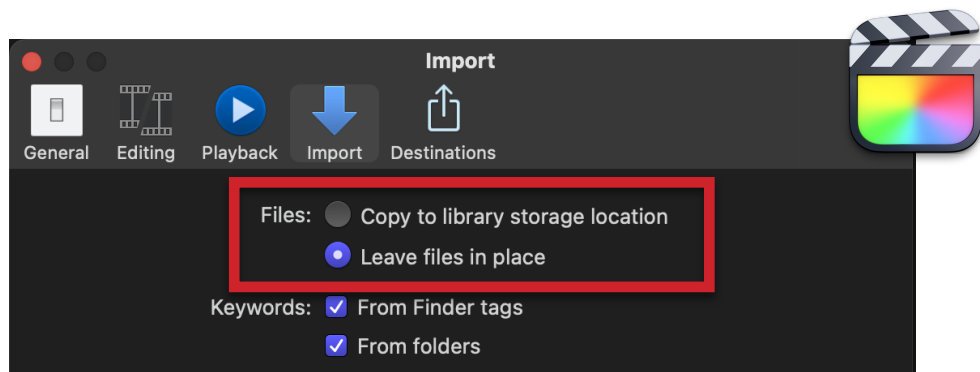 Import
General Editing Playback Import Destinations
Files: Copy to library storage location
Leave files in place
Keywords: From Finder tags
From folders